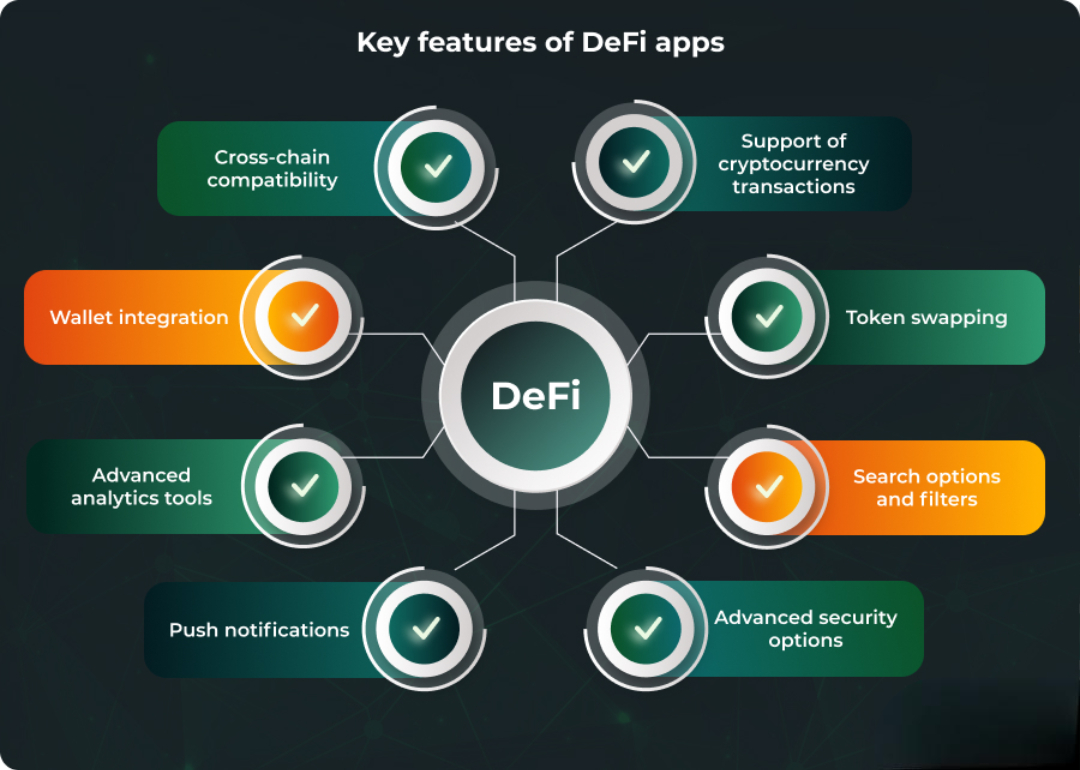 Key features of DeFi apps
Cross-chain
compatibility
Support of
cryptocurrency
transactions
Wallet integration
Token swapping
DeFi
Advanced
analytics tools
Search options
and filters
Push notifications
Advanced security
options